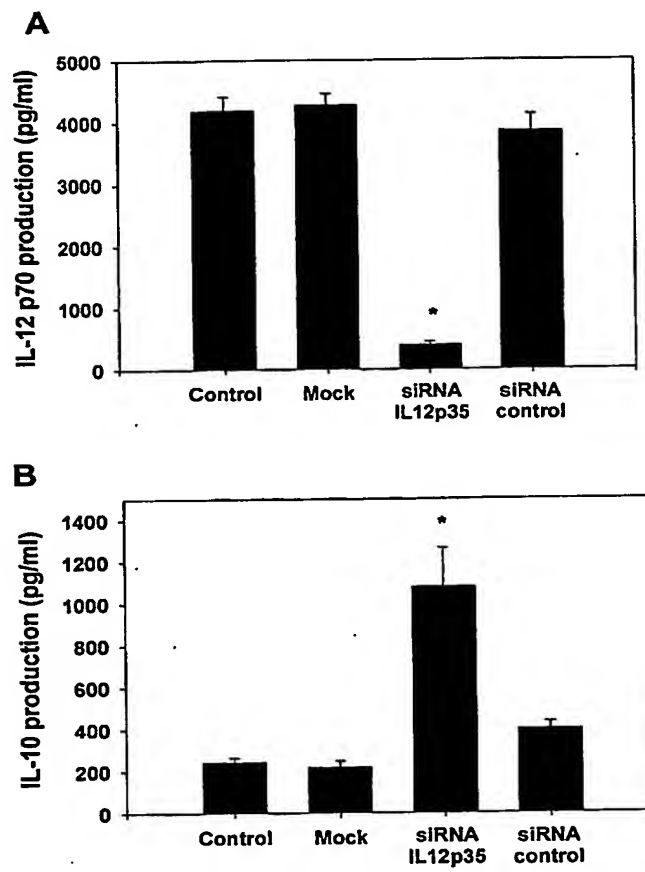 A
IL-12 p70 production (pg/ml)
5000
4000
3000
2000
1000
0
*
Control Mock siRNA siRNA
IL12p35 control
B
IL-10 production (pg/ml)
1400
1200
1000
800
600
400
200
0
*
Control Mock siRNA siRNA
IL12p35 control